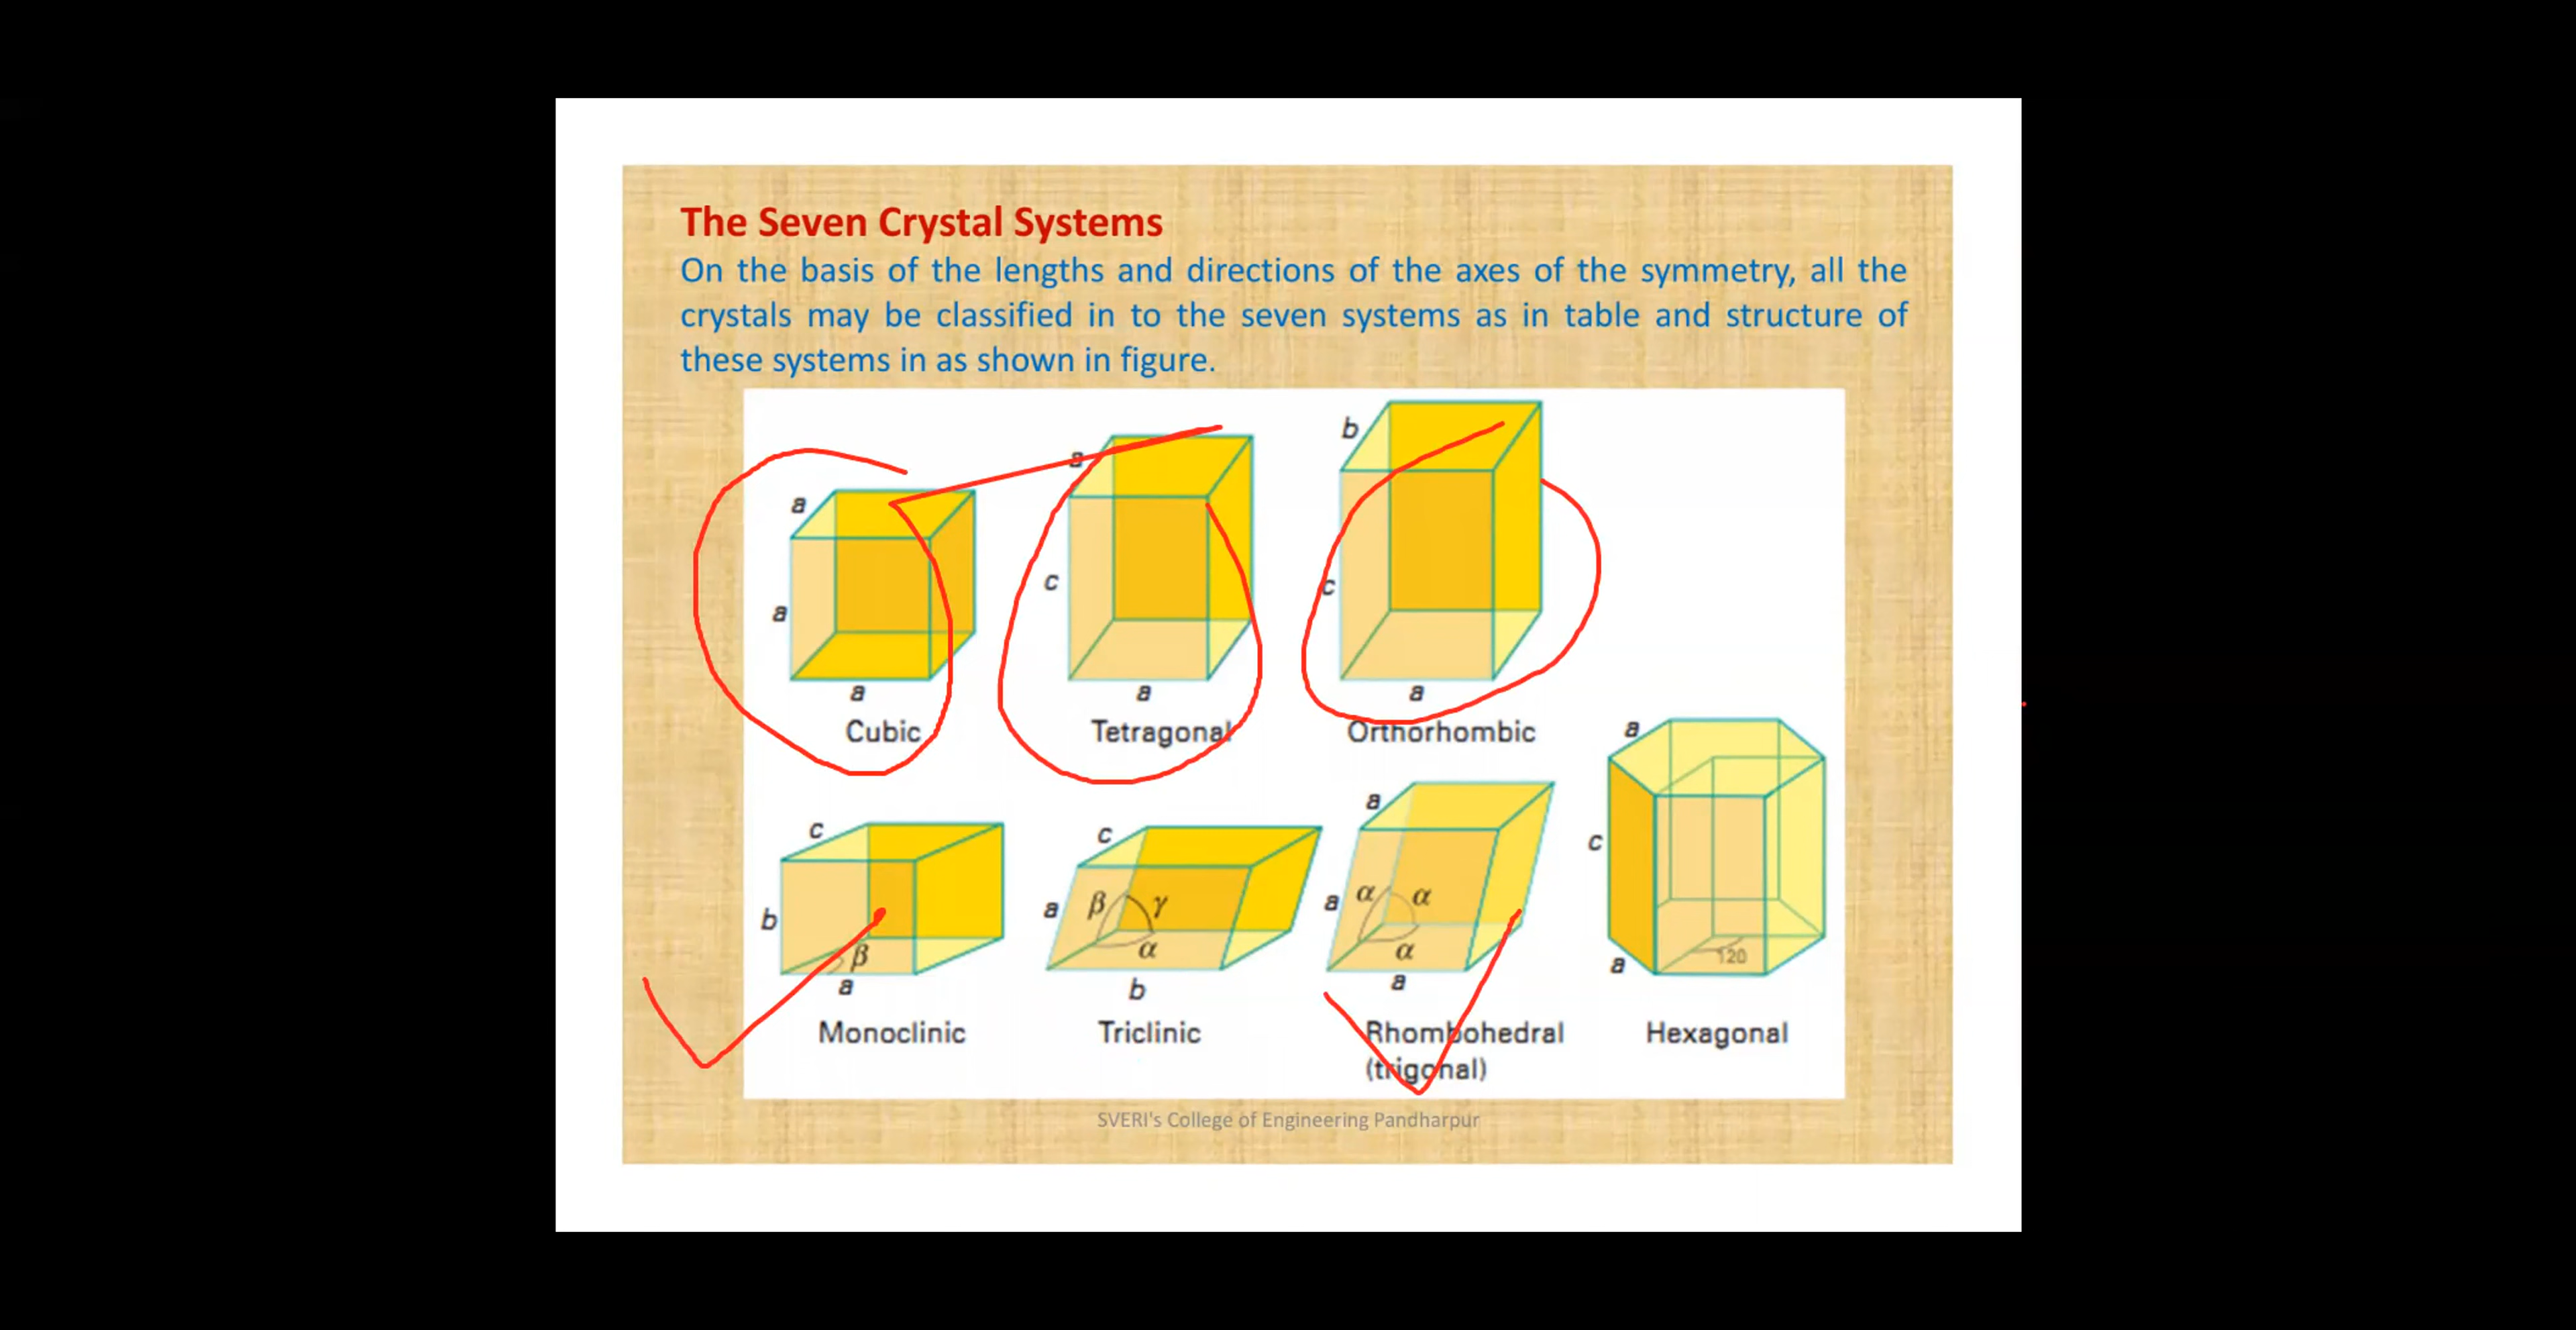 The Seven Crystal Systems
On the basis of the lengths and directions of the axes of the symmetry, all the
crystals may be classified in to the seven systems as in table and structure of
these systems in as shown in figure.
a
a
a
Cubic
a
c
a
Tetragonal
b
c
a
Orthorhombic
c
b
β
a
Monoclinic
c
a
β γ
α
b
Triclinic
a
a
α α
α
a
Rhombohedral
(trigonal)
a
c
a
120
Hexagonal
SVERI's College of Engineering Pandharpur